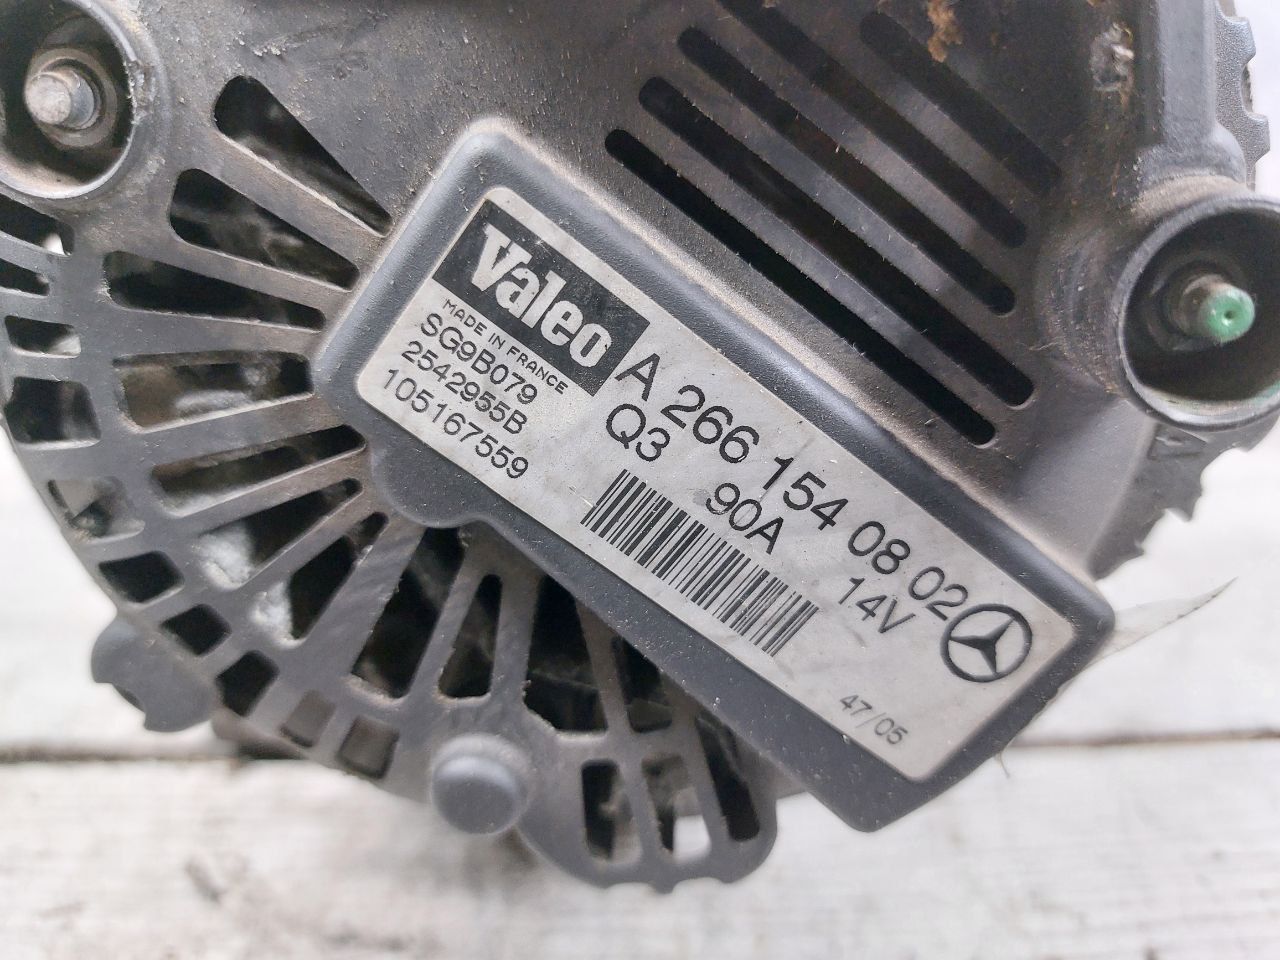 Valeo
MADE IN FRANCE
SG9B079
2542955B
105167559
A 266 154 08 02
Q3 90A 14V
47/05